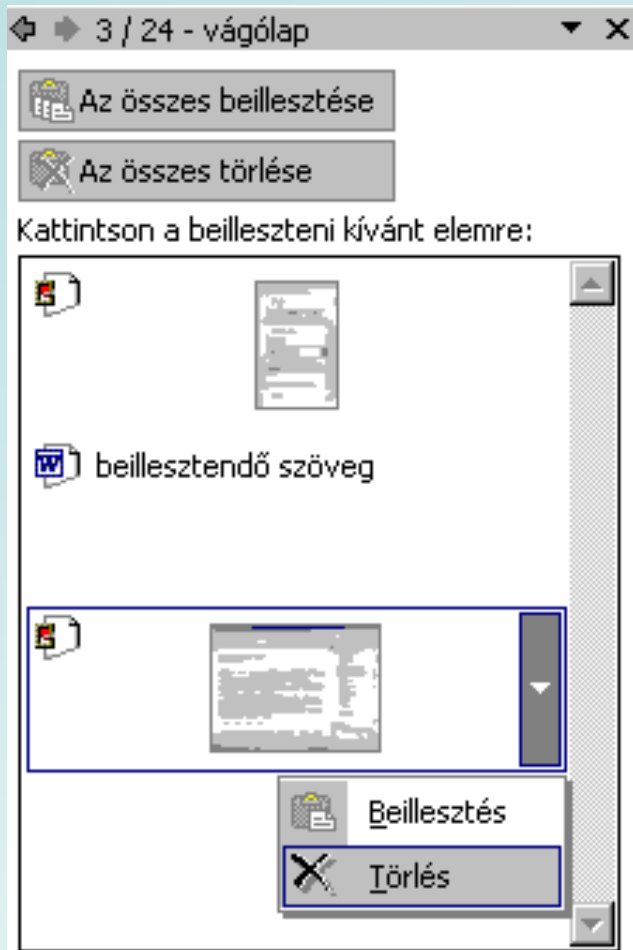 3 / 24 - vágólap
Az összes beillesztése
Az összes törlése
Kattintson a beilleszteni kívánt elemre:
beillesztendő szöveg
Beillesztés
Törlés